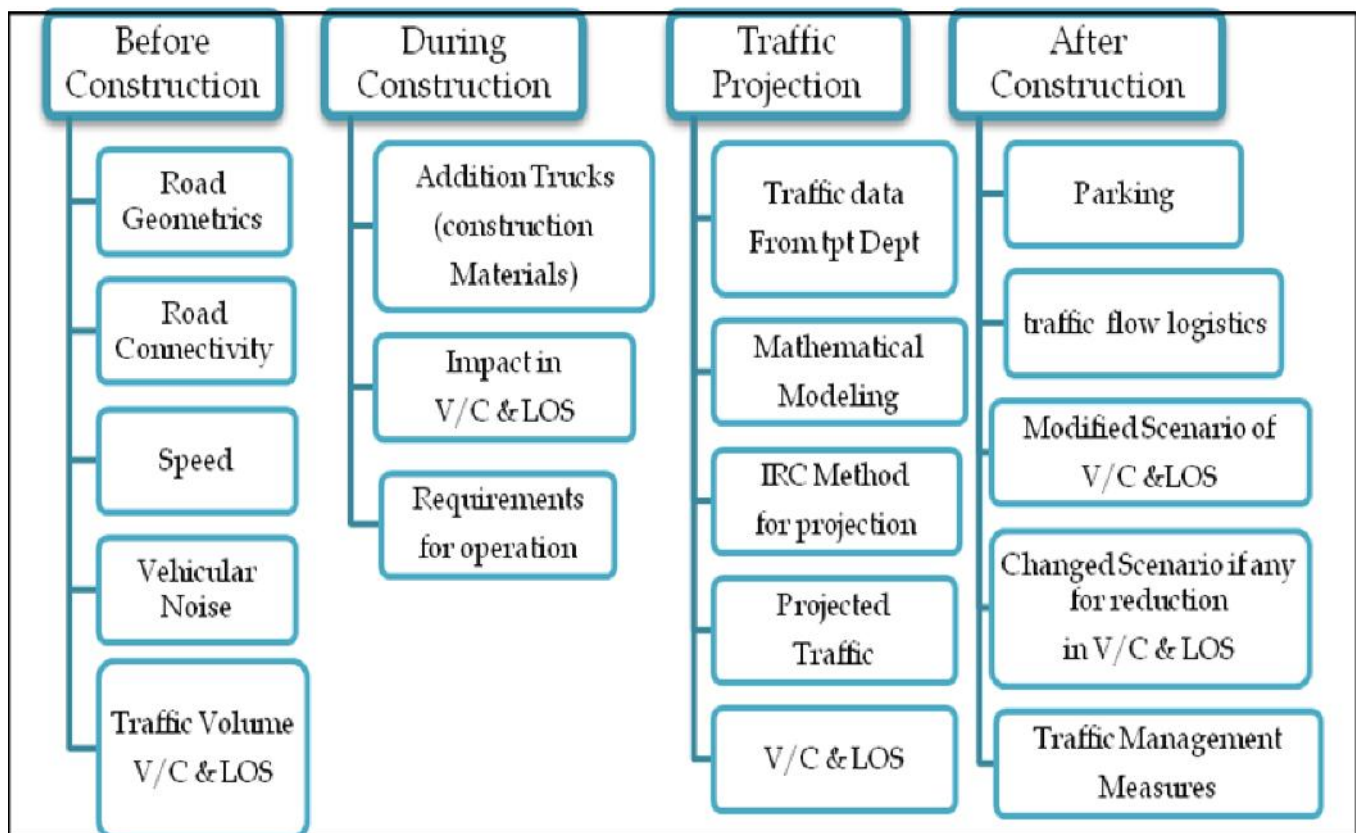 Before
Construction
Road
Geometrics
Road
Connectivity
Speed
Vehicular
Noise
Traffic Volume
V/C & LOS
During
Construction
Addition Trucks
(construction
Materials)
Impact in
V/C & LOS
Requirements
for operation
Traffic
Projection
Traffic data
From tpt Dept
Mathematical
Modeling
IRC Method
for projection
Projected
Traffic
V/C & LOS
After
Construction
Parking
traffic flow logistics
Modified Scenario of
V/C &LOS
Changed Scenario if any
for reduction
in V/C & LOS
Traffic Management
Measures